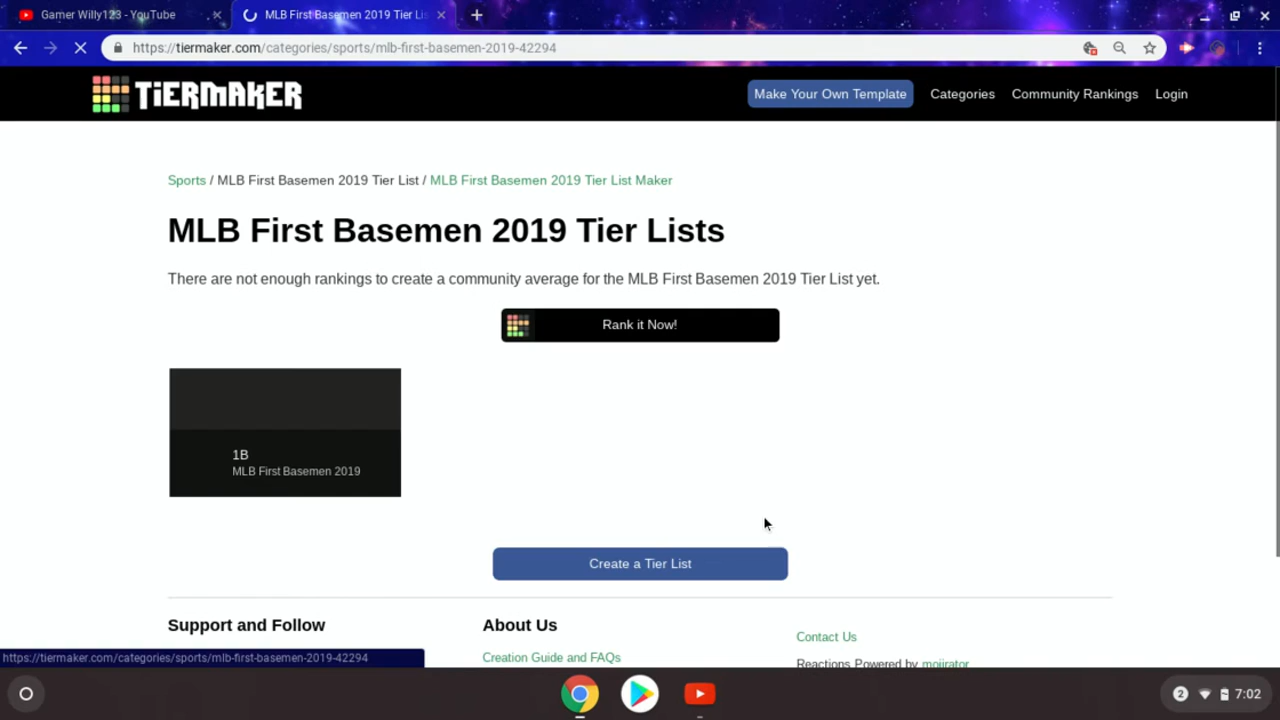 Gamer Willy123 - YouTube
MLB First Basemen 2019 Tier Lis
https://tiermaker.com/categories/sports/mlb-first-basemen-2019-42294
TiERMAKER
Make Your Own Template
Categories
Community Rankings
Login
Sports / MLB First Basemen 2019 Tier List / MLB First Basemen 2019 Tier List Maker
MLB First Basemen 2019 Tier Lists
There are not enough rankings to create a community average for the MLB First Basemen 2019 Tier List yet.
Rank it Now!
1B
MLB First Basemen 2019
Create a Tier List
Support and Follow
About Us
Contact Us
Creation Guide and FAQs
Reactions Powered by mojirator
https://tiermaker.com/categories/sports/mlb-first-basemen-2019-42294
2
7:02